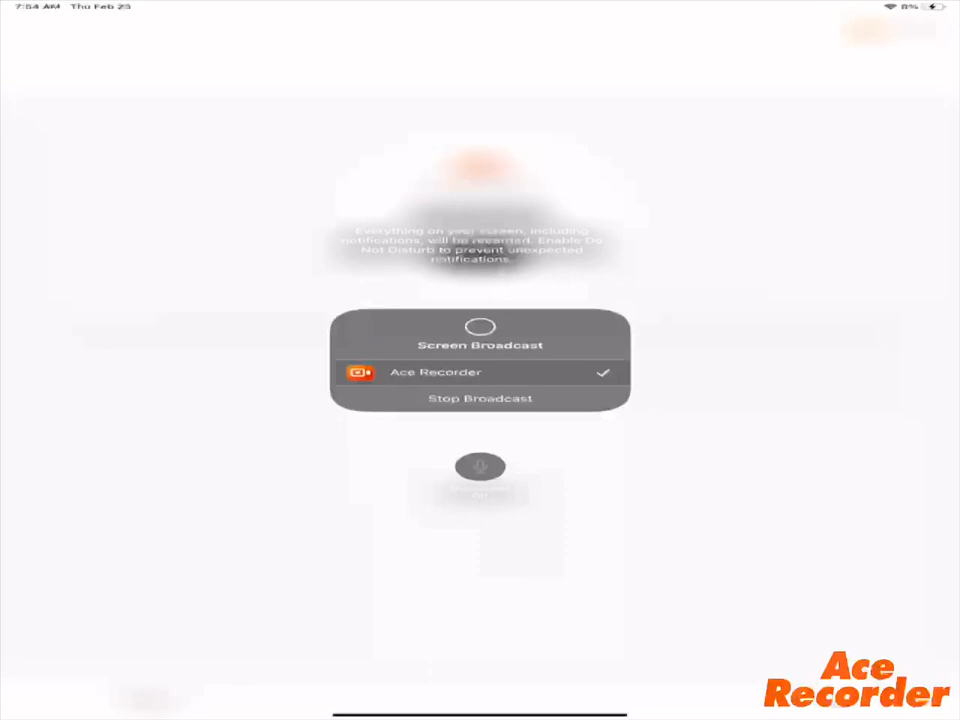 7:54 AM Thu Feb 25
8%
Everything on your screen, including
notifications, will be recorded. Enable Do
Not Disturb to prevent unexpected
notifications.
Screen Broadcast
Ace Recorder
Stop Broadcast
Ace
Recorder